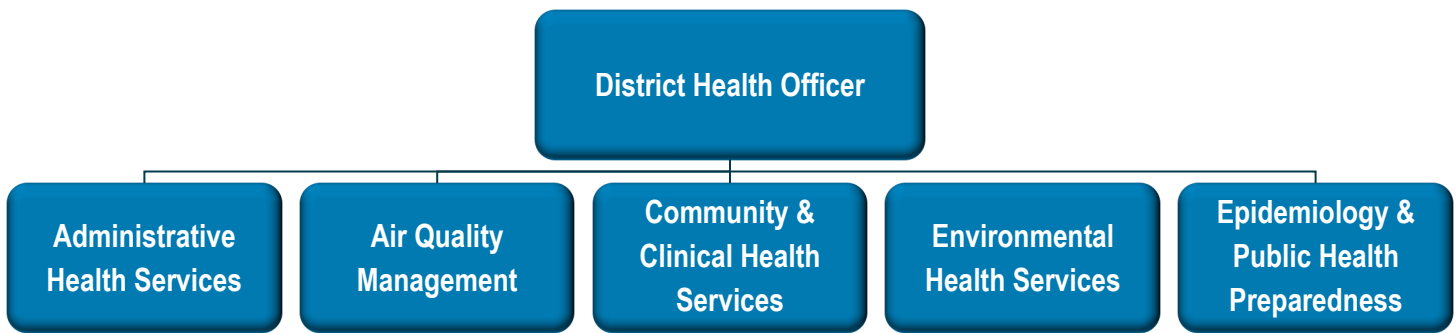 District Health Officer
Administrative
Health Services
Air Quality
Management
Community &
Clinical Health
Services
Environmental
Health Services
Epidemiology &
Public Health
Preparedness